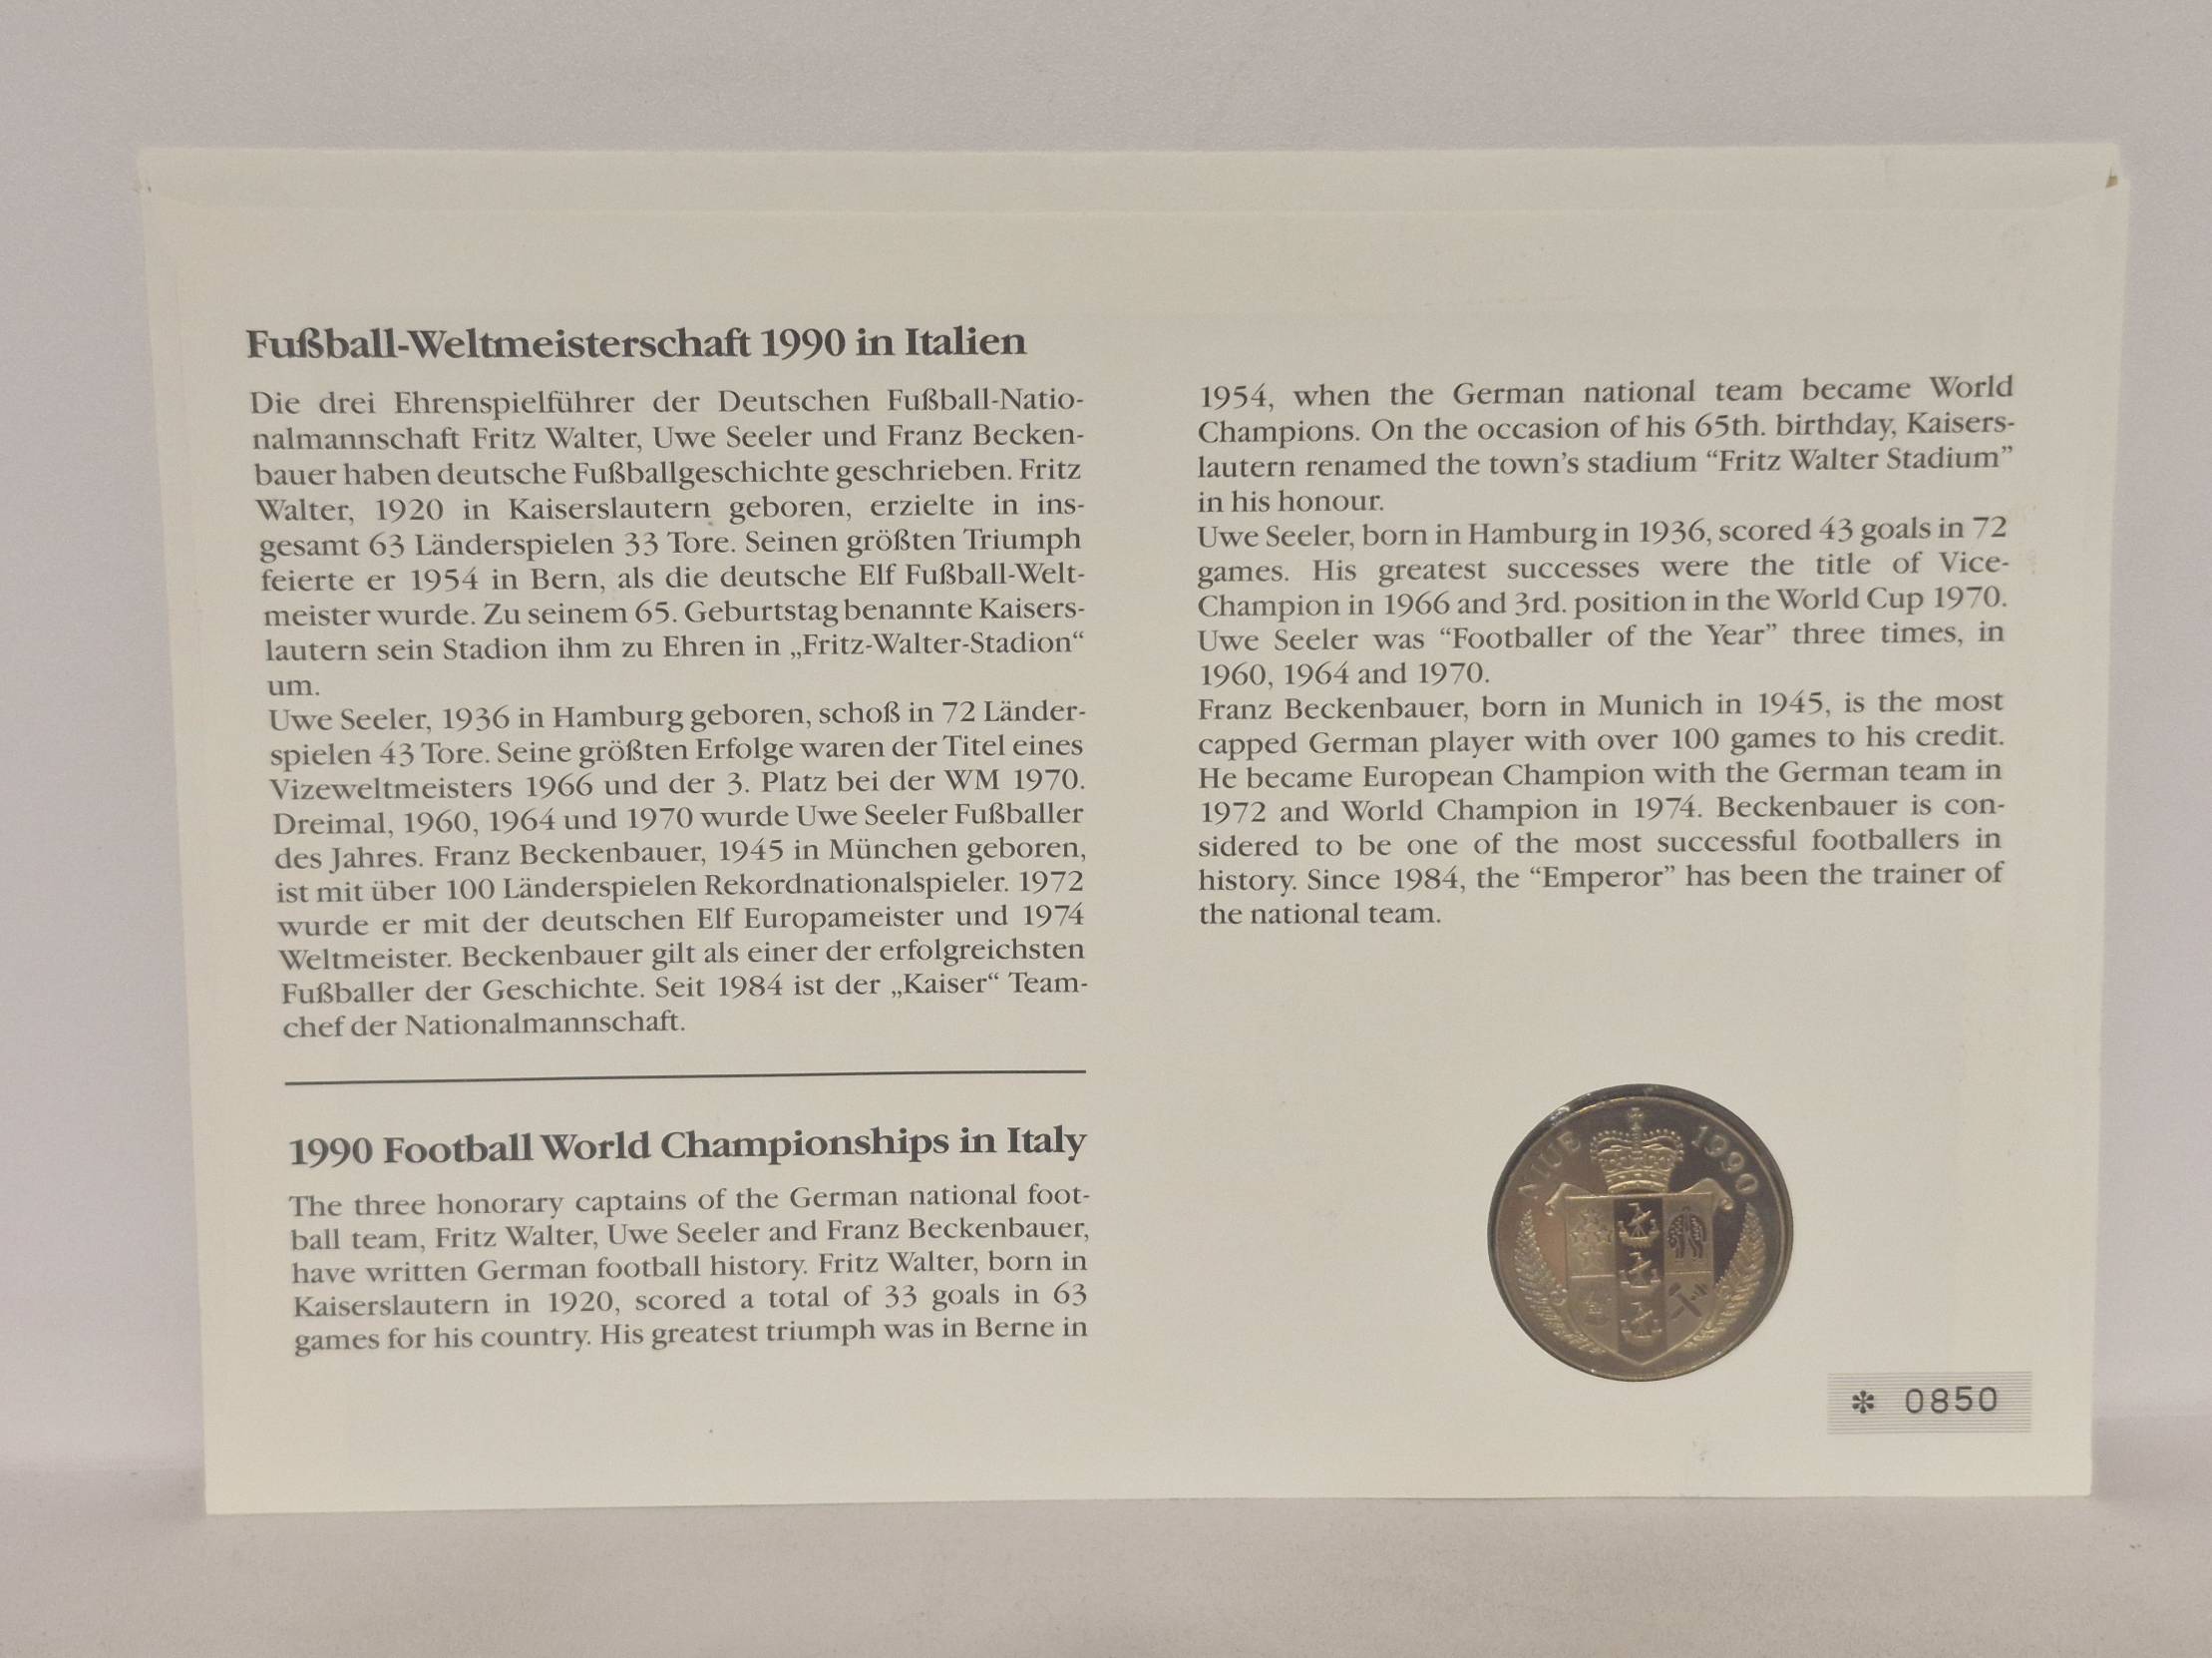 Fußball-Weltmeisterschaft 1990 in Italien
Die drei Ehrenspielführer der Deutschen Fußball-Natio-
nalmannschaft Fritz Walter, Uwe Seeler und Franz Becken-
bauer haben deutsche Fußballgeschichte geschrieben. Fritz
Walter, 1920 in Kaiserslautern geboren, erzielte in ins-
gesamt 63 Länderspielen 33 Tore. Seinen größten Triumph
feierte er 1954 in Bern, als die deutsche Elf Fußball-Welt-
meister wurde. Zu seinem 65. Geburtstag benannte Kaisers-
lautern sein Stadion ihm zu Ehren in „Fritz-Walter-Stadion“
um.
Uwe Seeler, 1936 in Hamburg geboren, schoß in 72 Länder-
spielen 43 Tore. Seine größten Erfolge waren der Titel eines
Vizeweltmeisters 1966 und der 3. Platz bei der WM 1970.
Dreimal, 1960, 1964 und 1970 wurde Uwe Seeler Fußballer
des Jahres. Franz Beckenbauer, 1945 in München geboren,
ist mit über 100 Länderspielen Rekordnationalspieler. 1972
wurde er mit der deutschen Elf Europameister und 1974
Weltmeister. Beckenbauer gilt als einer der erfolgreichsten
Fußballer der Geschichte. Seit 1984 ist der „Kaiser“ Team-
chef der Nationalmannschaft.
1990 Football World Championships in Italy
The three honorary captains of the German national foot-
ball team, Fritz Walter, Uwe Seeler and Franz Beckenbauer,
have written German football history. Fritz Walter, born in
Kaiserslautern in 1920, scored a total of 33 goals in 63
games for his country. His greatest triumph was in Berne in
1954, when the German national team became World
Champions. On the occasion of his 65th. birthday, Kaisers-
lautern renamed the town's stadium “Fritz Walter Stadium”
in his honour.
Uwe Seeler, born in Hamburg in 1936, scored 43 goals in 72
games. His greatest successes were the title of Vice-
Champion in 1966 and 3rd. position in the World Cup 1970.
Uwe Seeler was “Footballer of the Year” three times, in
1960, 1964 and 1970.
Franz Beckenbauer, born in Munich in 1945, is the most
capped German player with over 100 games to his credit.
He became European Champion with the German team in
1972 and World Champion in 1974. Beckenbauer is con-
sidered to be one of the most successful footballers in
history. Since 1984, the “Emperor” has been the trainer of
the national team.
NIUE 1990
* 0850